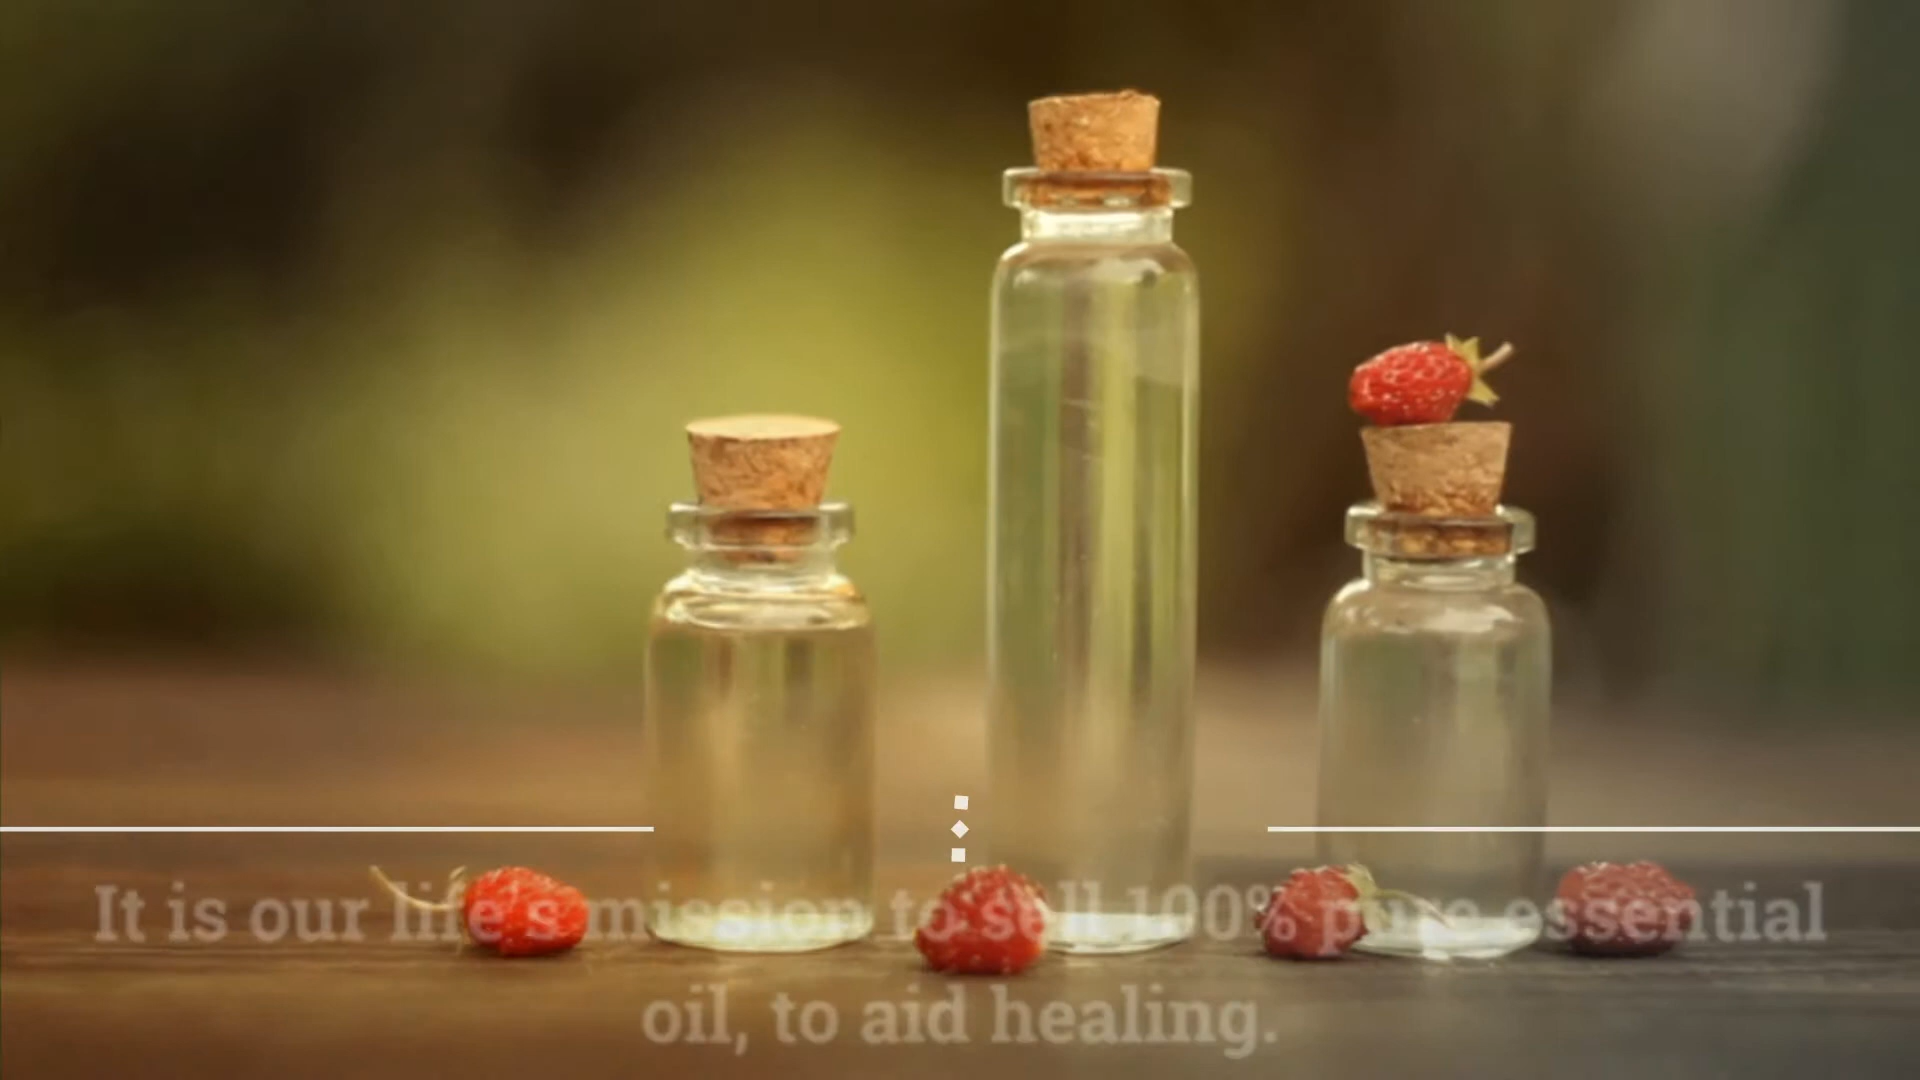 It is our life's mission to sell 100% pure essential
oil, to aid healing.